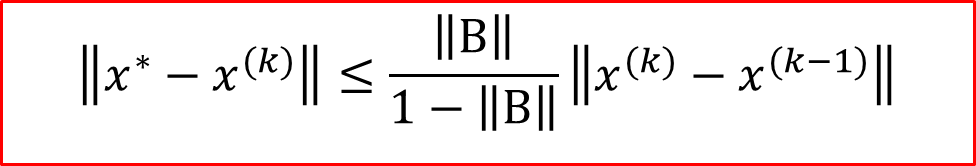 ‖x* − x^(k)‖ ≤ ‖B‖ / (1 − ‖B‖) ‖x^(k) − x^(k−1)‖